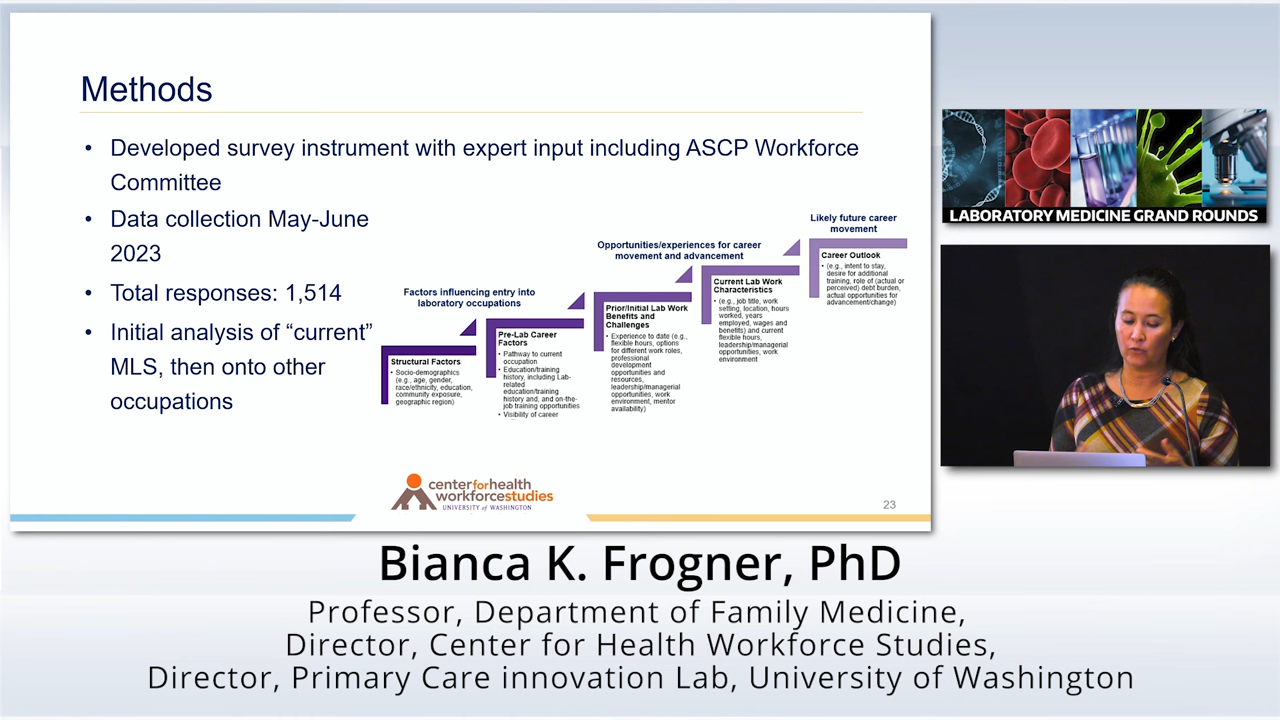 Methods
• Developed survey instrument with expert input including ASCP Workforce
Committee
• Data collection May-June
2023
• Total responses: 1,514
• Initial analysis of “current”
MLS, then onto other
occupations
Factors influencing entry into
laboratory occupations
Opportunities/experiences for career
movement and advancement
Likely future career
movement
Structural Factors
• Socio-demographics
(e.g., age, gender,
race/ethnicity, education,
community exposure,
geographic region)
Pre-Lab Career
Factors
• Pathway to current
occupation
• Education/training
history, including Lab-
related
education/training
history and, and on-the-
job training opportunities
• Visibility of career
Prior/Initial Lab Work
Benefits and
Challenges
• Experience to date (e.g.,
flexible hours, options
for different work roles,
professional
development
opportunities and
resources,
leadership/managerial
opportunities, work
environment, mentor
availability)
Current Lab Work
Characteristics
• (e.g., job title, work
setting, location, hours
worked, years
employed, wages and
benefits) and current
flexible hours,
leadership/managerial
opportunities, work
environment
Career Outlook
• (e.g., intent to stay,
desire for additional
training, role of (actual or
perceived) debt burden,
actual opportunities for
advancement/change)
centerforhealth
workforcestudies
UNIVERSITY of WASHINGTON
23
LABORATORY MEDICINE GRAND ROUNDS
Bianca K. Frogner, PhD
Professor, Department of Family Medicine,
Director, Center for Health Workforce Studies,
Director, Primary Care innovation Lab, University of Washington